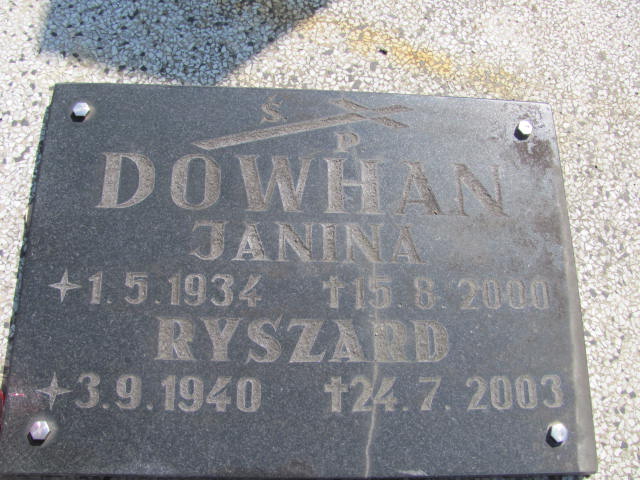 Ś P
DOWHAN
JANINA
1.5.1934 †15.8.2000
RYSZARD
3.9.1940 †24.7.2003